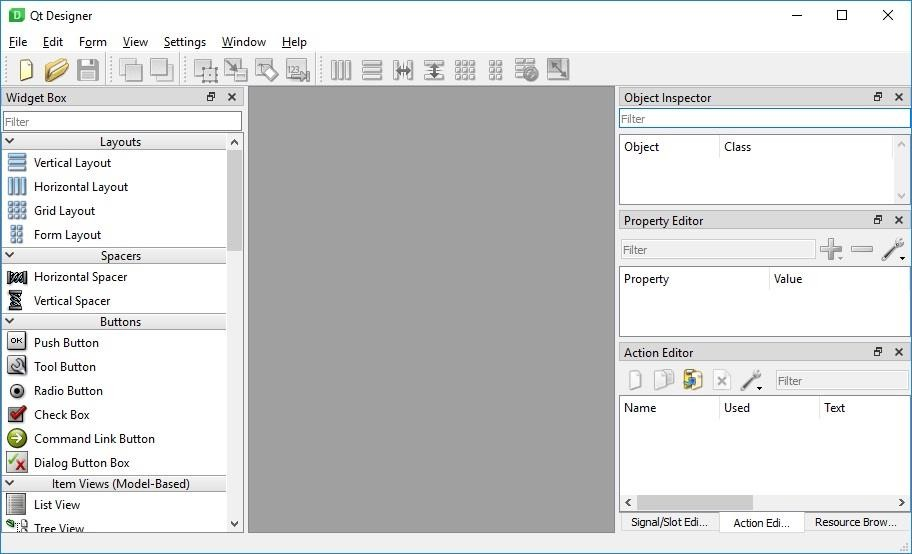 Qt Designer
File Edit Form View Settings Window Help
123
Widget Box
Filter
Layouts
Vertical Layout
Horizontal Layout
Grid Layout
Form Layout
Spacers
Horizontal Spacer
Vertical Spacer
Buttons
OK Push Button
Tool Button
Radio Button
Check Box
Command Link Button
Dialog Button Box
Item Views (Model-Based)
List View
Tree View
Object Inspector
Filter
Object Class
Property Editor
Filter
Property Value
Action Editor
Filter
Name Used Text
Signal/Slot Edi... Action Edi... Resource Brow...